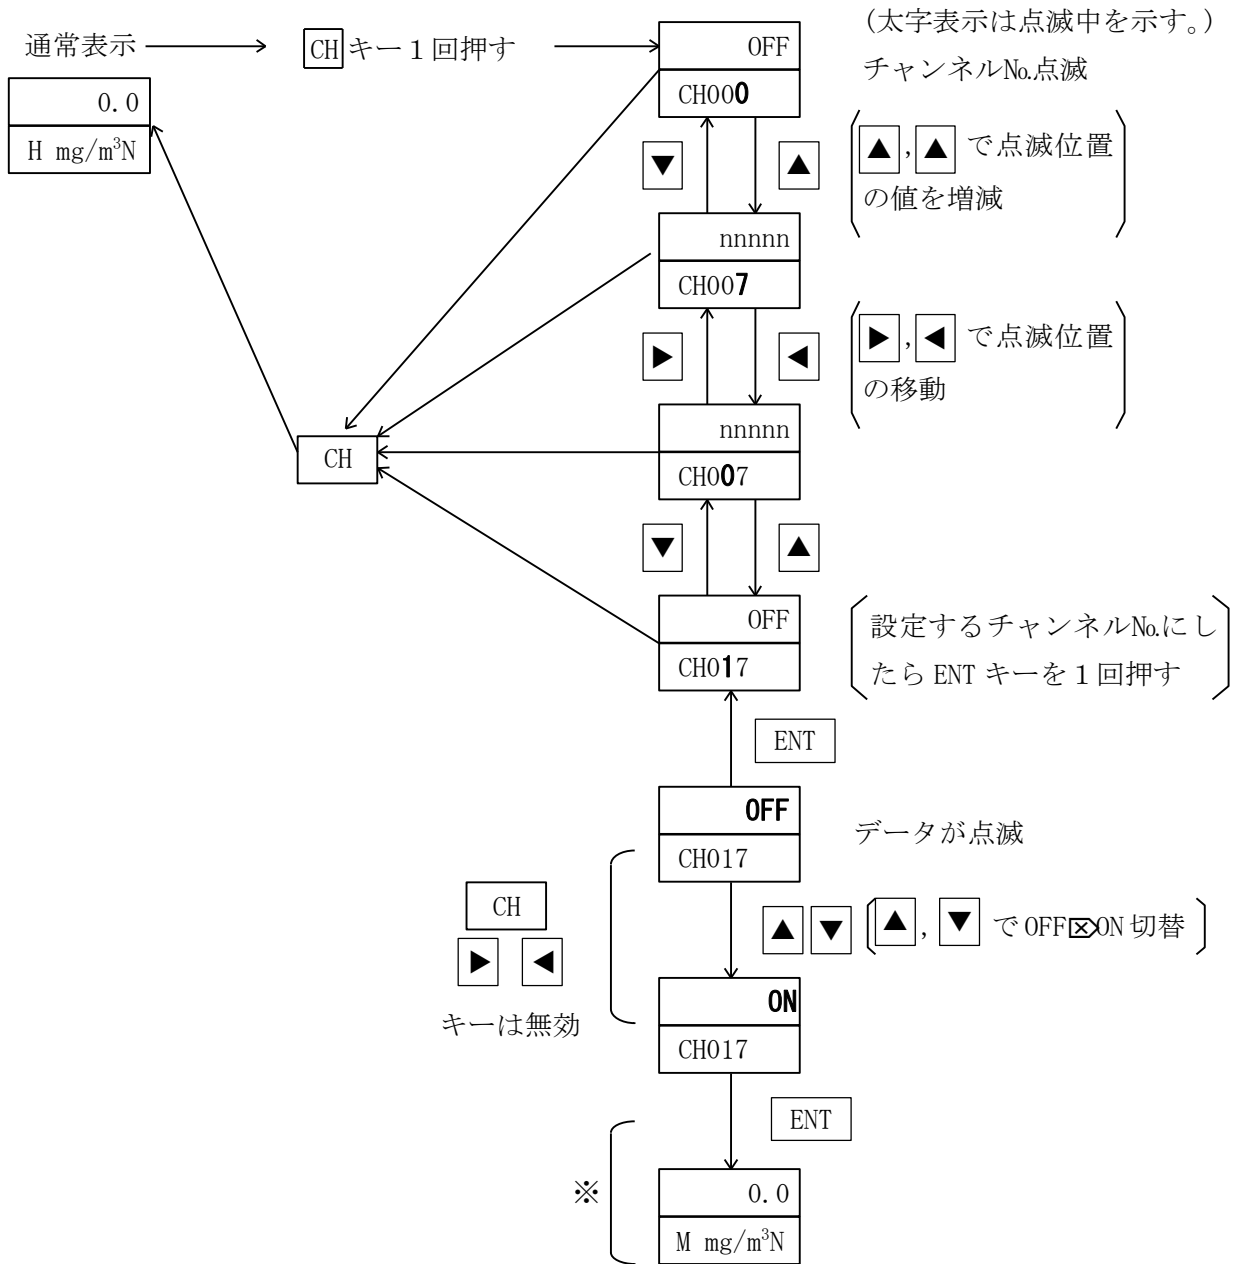 通常表示
CHキー１回押す
OFF
CH000
(太字表示は点滅中を示す。)
チャンネル№点滅
0.0
H mg/m³N
▼
▲
▲,▲ で点滅位置
の値を増減
nnnnn
CH007
▶
◀
▶,◀ で点滅位置
の移動
nnnnn
CH007
CH
▼
▲
OFF
CH017
設定するチャンネル№にし
たら ENT キーを１回押す
ENT
OFF
CH017
データが点滅
CH
▶ ◀
キーは無効
▲ ▼ (▲, ▼ で OFF⌦ON 切替)
ON
CH017
ENT
※
0.0
M mg/m³N